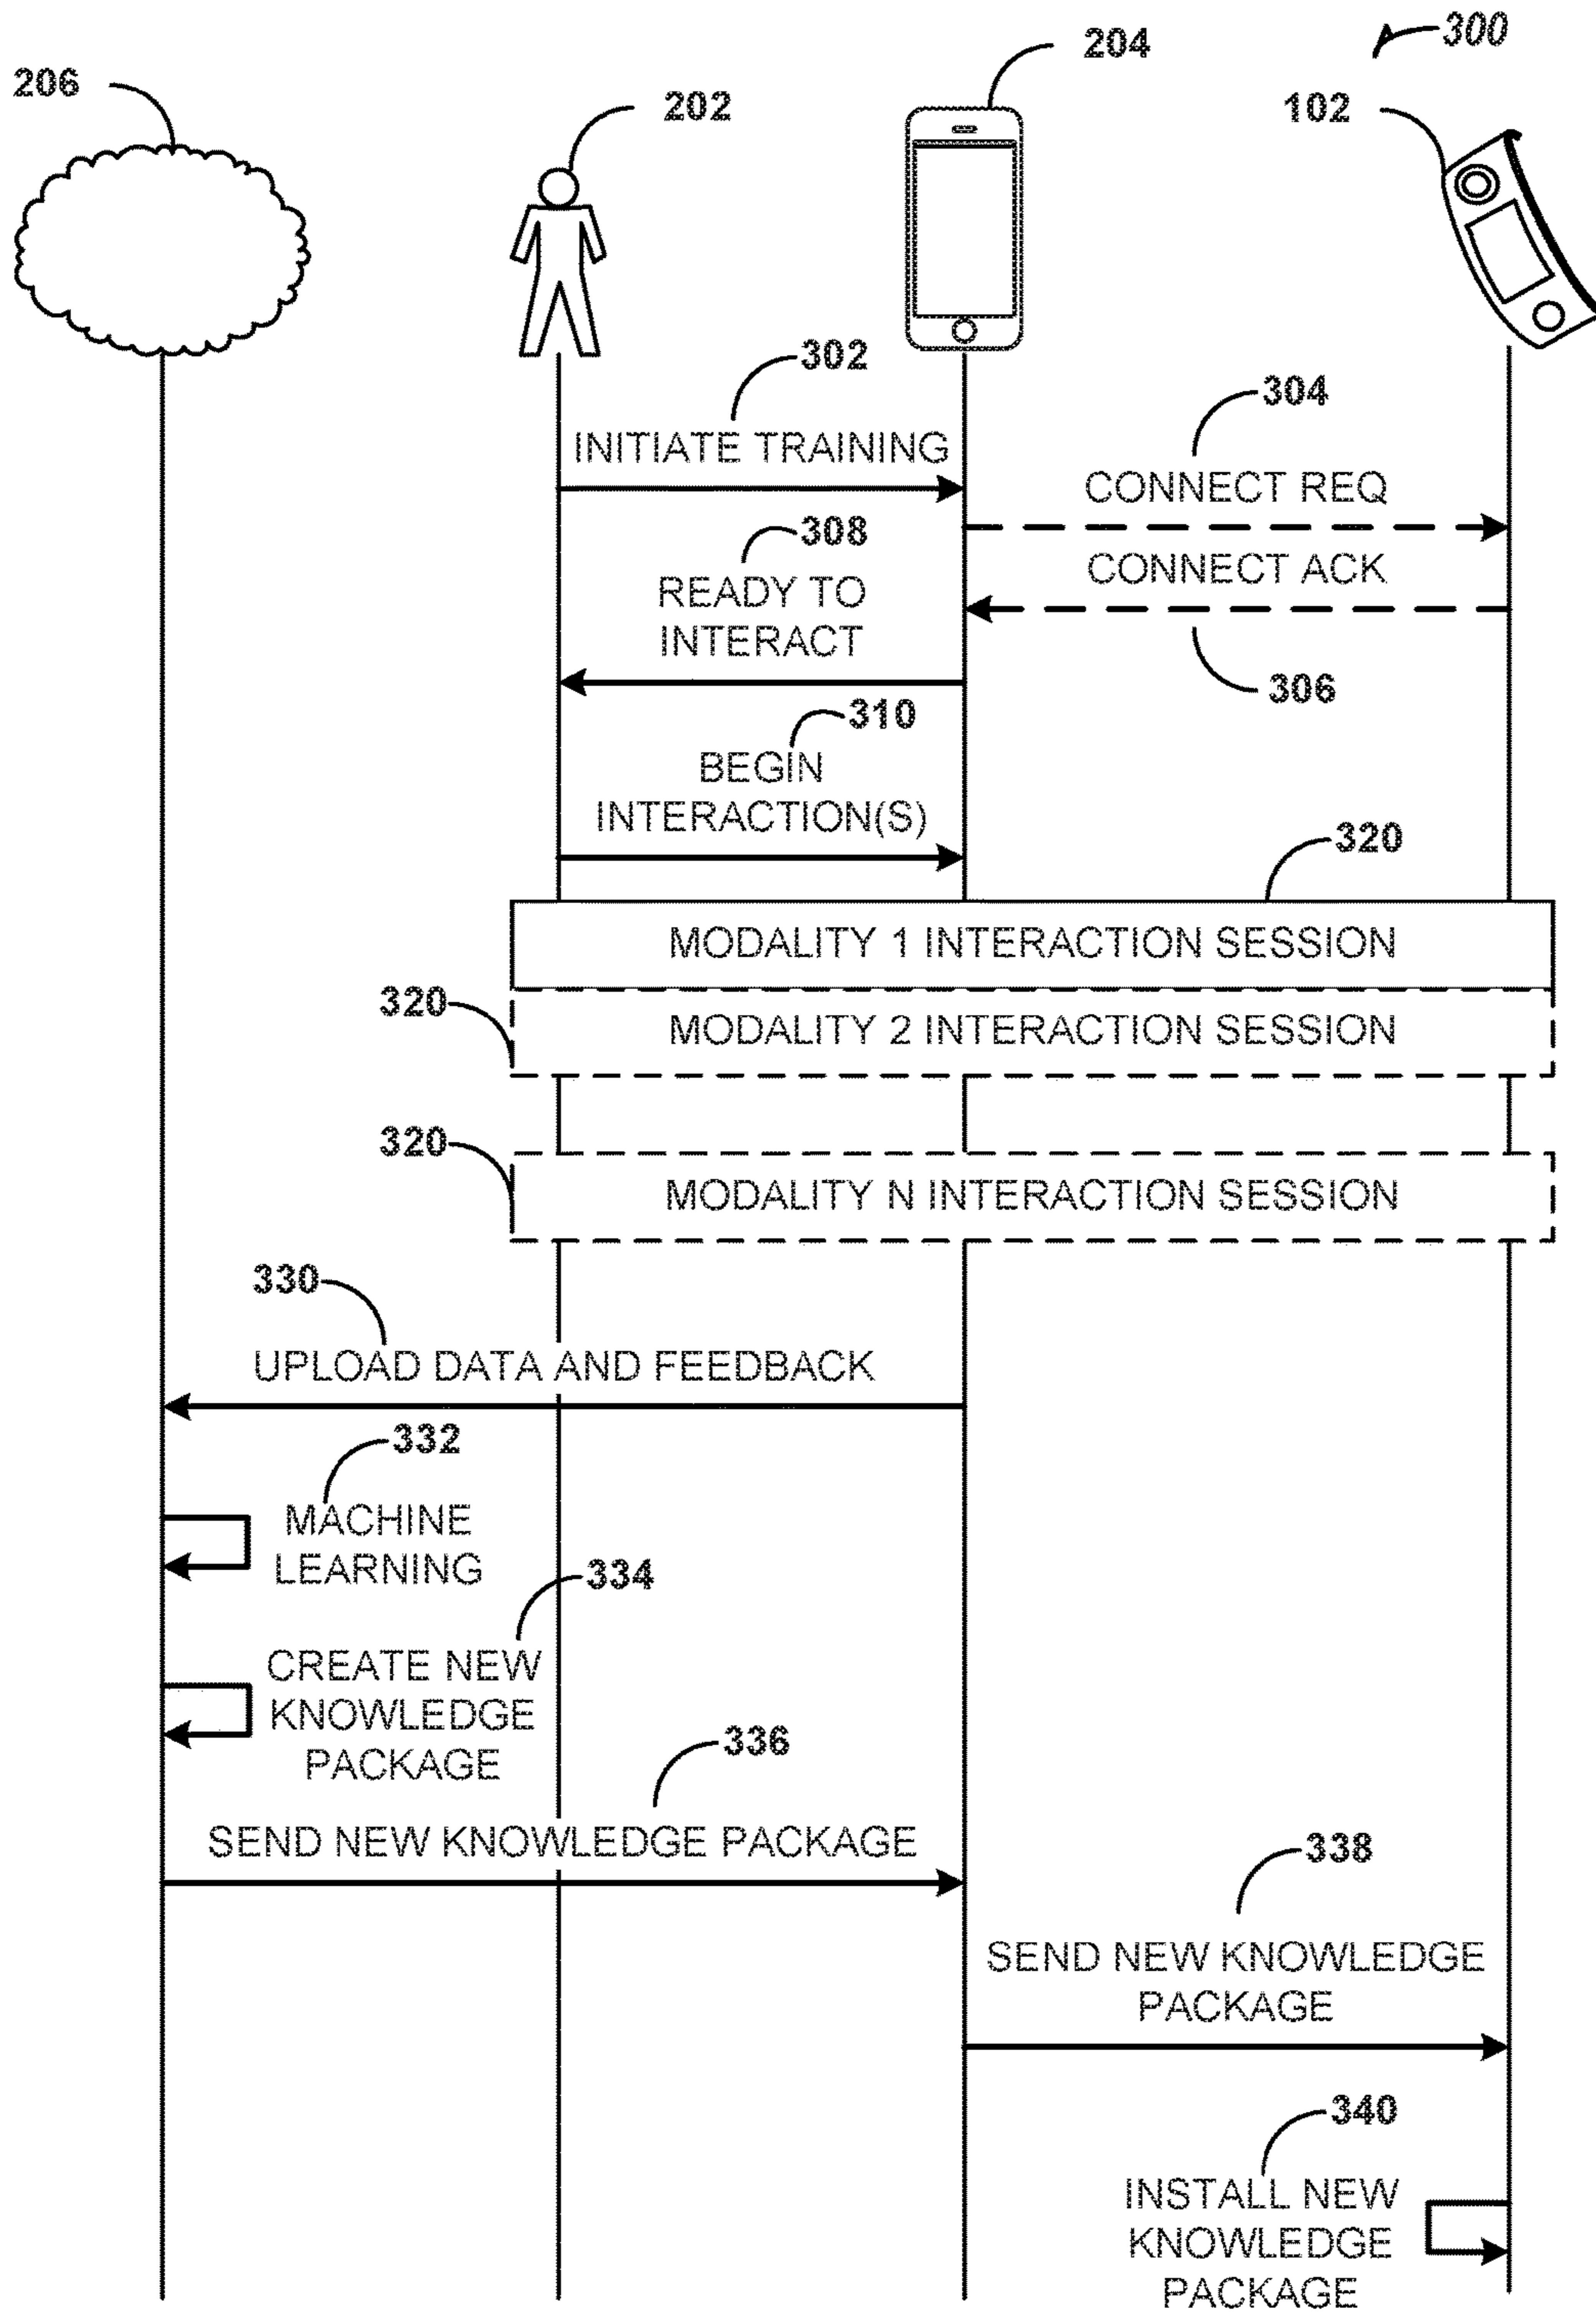 300
204
206
202
102
302
304
INITIATE TRAINING
CONNECT REQ
308
CONNECT ACK
READY TO
INTERACT
306
310
BEGIN
INTERACTION(S)
320
MODALITY 1 INTERACTION SESSION
320
MODALITY 2 INTERACTION SESSION
320
MODALITY N INTERACTION SESSION
330
UPLOAD DATA AND FEEDBACK
332
MACHINE
LEARNING
334
CREATE NEW
KNOWLEDGE
PACKAGE
336
SEND NEW KNOWLEDGE PACKAGE
338
SEND NEW KNOWLEDGE
PACKAGE
340
INSTALL NEW
KNOWLEDGE
PACKAGE